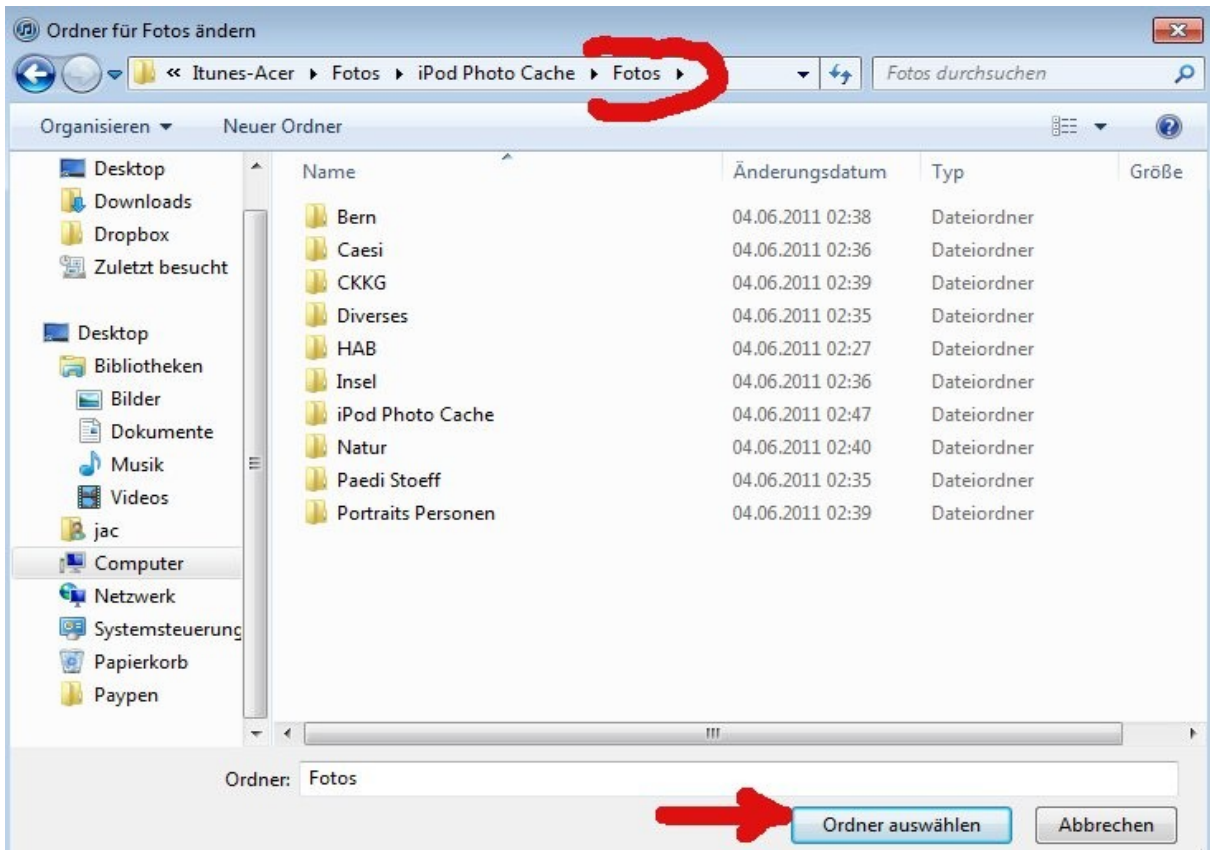 Ordner für Fotos ändern
« Itunes-Acer Fotos iPod Photo Cache Fotos Fotos durchsuchen
Organisieren Neuer Ordner
Name Änderungsdatum Typ Größe
Desktop
Downloads
Dropbox
Zuletzt besucht
Desktop
Bibliotheken
Bilder
Dokumente
Musik
Videos
jac
Computer
Netzwerk
Systemsteuerung
Papierkorb
Paypen
Bern 04.06.2011 02:38 Dateiordner
Caesi 04.06.2011 02:36 Dateiordner
CKKG 04.06.2011 02:39 Dateiordner
Diverses 04.06.2011 02:35 Dateiordner
HAB 04.06.2011 02:27 Dateiordner
Insel 04.06.2011 02:36 Dateiordner
iPod Photo Cache 04.06.2011 02:47 Dateiordner
Natur 04.06.2011 02:40 Dateiordner
Paedi Stoeff 04.06.2011 02:35 Dateiordner
Portraits Personen 04.06.2011 02:39 Dateiordner
Ordner: Fotos
Ordner auswählen Abbrechen